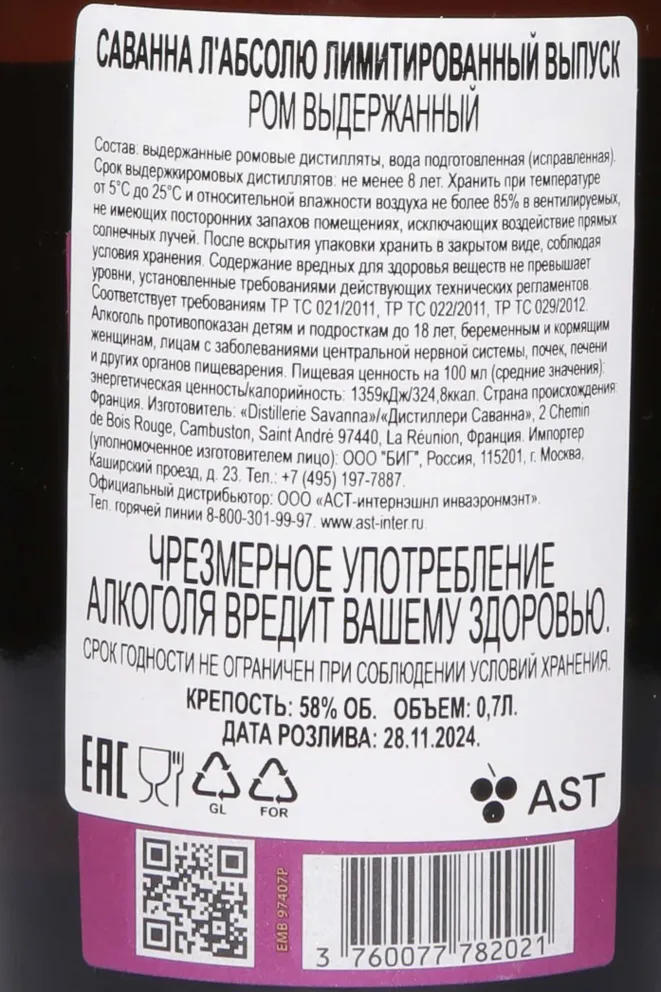 САВАННА Л'АБСОЛЮ ЛИМИТИРОВАННЫЙ ВЫПУСК
РОМ ВЫДЕРЖАННЫЙ
Состав: выдержанные ромовые дистилляты, вода подготовленная (исправленная).
Срок выдержкиромовых дистиллятов: не менее 8 лет. Хранить при температуре
от 5°С до 25°С и относительной влажности воздуха не более 85% в вентилируемых,
не имеющих посторонних запахов помещениях, исключающих воздействие прямых
солнечных лучей. После вскрытия упаковки хранить в закрытом виде, соблюдая
условия хранения. Содержание вредных для здоровья веществ не превышает
уровни, установленные требованиями действующих технических регламентов.
Соответствует требованиям ТР ТС 021/2011, ТР ТС 022/2011, ТР ТС 029/2012.
Алкоголь противопоказан детям и подросткам до 18 лет, беременным и кормящим
женщинам, лицам с заболеваниями центральной нервной системы, почек, печени
и других органов пищеварения. Пищевая ценность на 100 мл (средние значения):
энергетическая ценность/калорийность: 1359кДж/324,8ккал. Страна происхождения:
Франция. Изготовитель: «Distillerie Savanna»/«Дистиллери Саванна», 2 Chemin
de Bois Rouge, Cambuston, Saint André 97440, La Réunion, Франция. Импортер
(уполномоченное изготовителем лицо): ООО "БИГ", Россия, 115201, г. Москва,
Каширский проезд, д. 23. Тел.: +7 (495) 197-7887.
Официальный дистрибьютор: ООО «АСТ-интернэшнл инваэронмэнт».
Тел. горячей линии 8-800-301-99-97. www.ast-inter.ru
ЧРЕЗМЕРНОЕ УПОТРЕБЛЕНИЕ
АЛКОГОЛЯ ВРЕДИТ ВАШЕМУ ЗДОРОВЬЮ.
СРОК ГОДНОСТИ НЕ ОГРАНИЧЕН ПРИ СОБЛЮДЕНИИ УСЛОВИЙ ХРАНЕНИЯ.
КРЕПОСТЬ: 58% ОБ. ОБЪЕМ: 0,7Л.
ДАТА РОЗЛИВА: 28.11.2024.
EAC
GL
FOR
AST
EMB 97407P
3 760077 782021